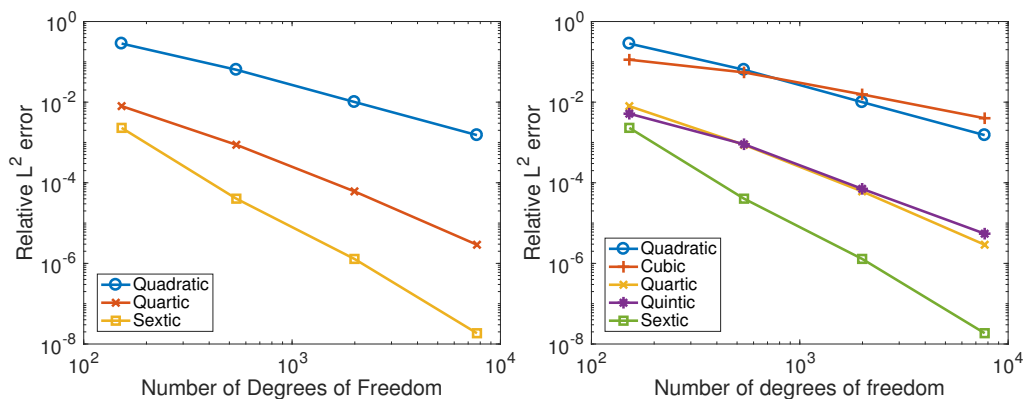 10^0
10^-2
10^-4
10^-6
10^-8
10^2
10^3
10^4
Relative L^2 error
Number of Degrees of Freedom
Quadratic
Quartic
Sextic
10^0
10^-2
10^-4
10^-6
10^-8
10^2
10^3
10^4
Relative L^2 error
Number of degrees of freedom
Quadratic
Cubic
Quartic
Quintic
Sextic